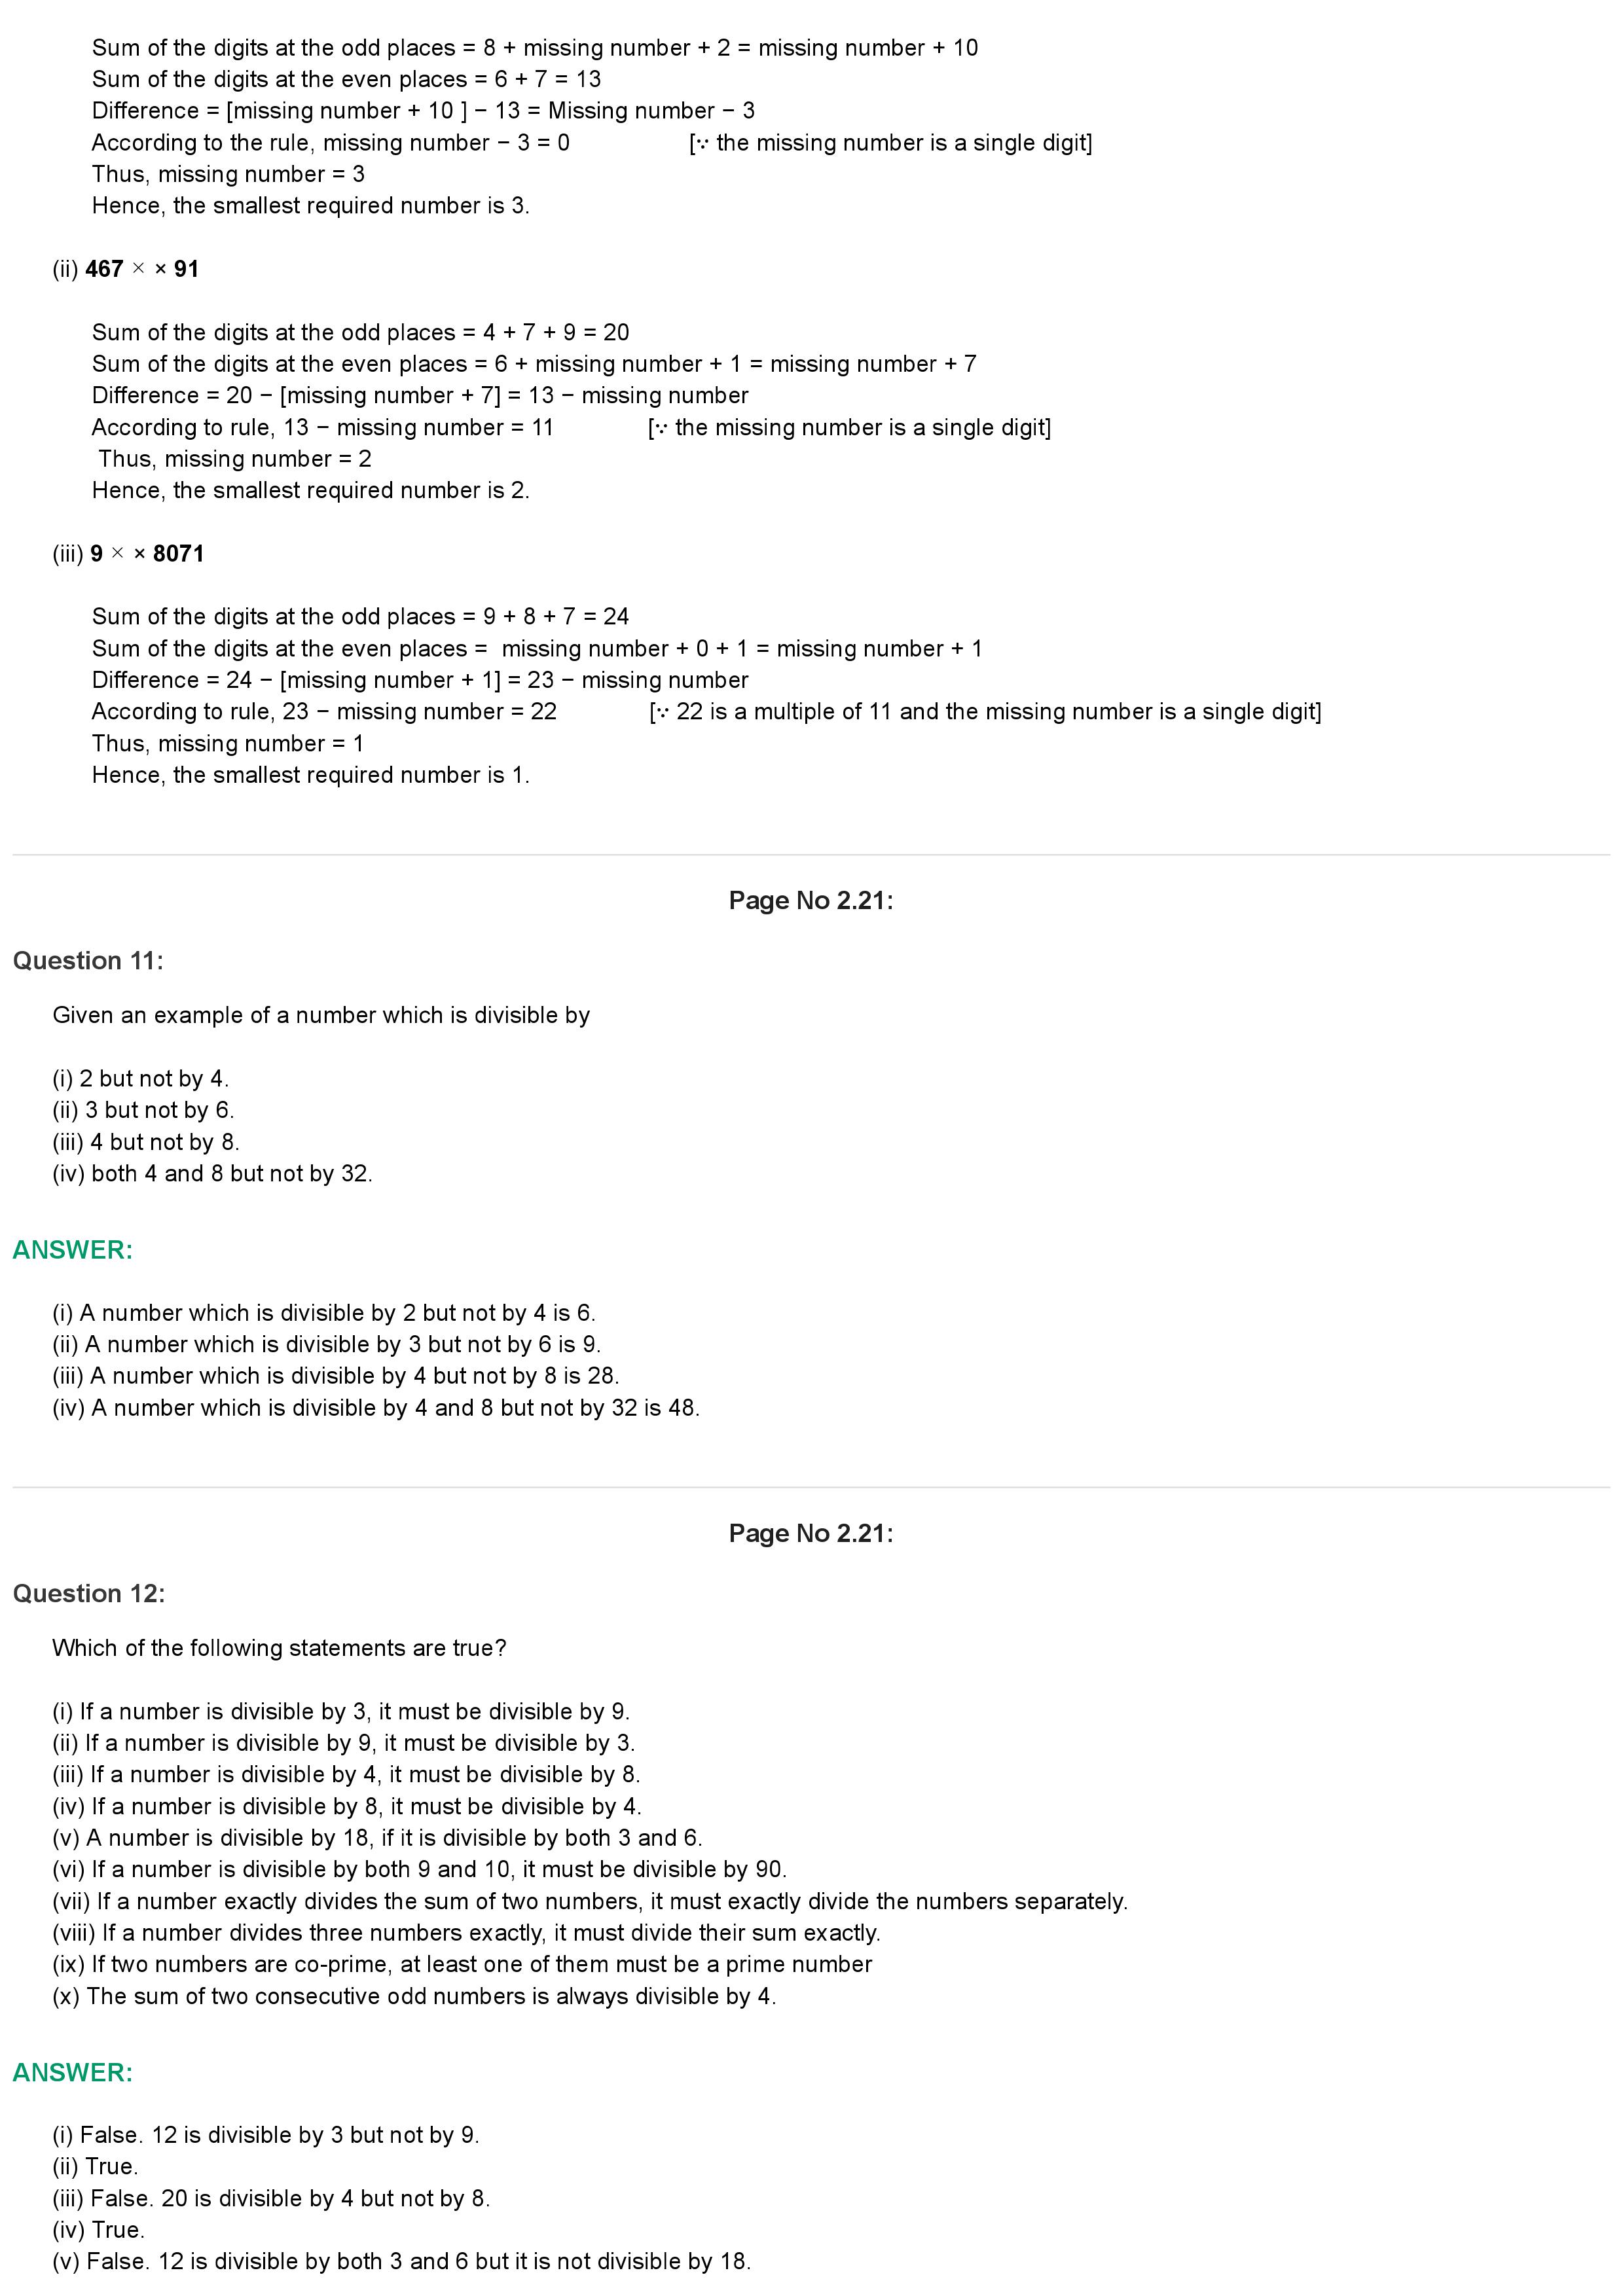 Sum of the digits at the odd places = 8 + missing number + 2 = missing number + 10
Sum of the digits at the even places = 6 + 7 = 13
Difference = [missing number + 10 ] − 13 = Missing number − 3
According to the rule, missing number − 3 = 0 [∵ the missing number is a single digit]
Thus, missing number = 3
Hence, the smallest required number is 3.
(ii) 467 × × 91
Sum of the digits at the odd places = 4 + 7 + 9 = 20
Sum of the digits at the even places = 6 + missing number + 1 = missing number + 7
Difference = 20 − [missing number + 7] = 13 − missing number
According to rule, 13 − missing number = 11 [∵ the missing number is a single digit]
Thus, missing number = 2
Hence, the smallest required number is 2.
(iii) 9 × × 8071
Sum of the digits at the odd places = 9 + 8 + 7 = 24
Sum of the digits at the even places = missing number + 0 + 1 = missing number + 1
Difference = 24 − [missing number + 1] = 23 − missing number
According to rule, 23 − missing number = 22 [∵ 22 is a multiple of 11 and the missing number is a single digit]
Thus, missing number = 1
Hence, the smallest required number is 1.
Page No 2.21:
Question 11:
Given an example of a number which is divisible by
(i) 2 but not by 4.
(ii) 3 but not by 6.
(iii) 4 but not by 8.
(iv) both 4 and 8 but not by 32.
ANSWER:
(i) A number which is divisible by 2 but not by 4 is 6.
(ii) A number which is divisible by 3 but not by 6 is 9.
(iii) A number which is divisible by 4 but not by 8 is 28.
(iv) A number which is divisible by 4 and 8 but not by 32 is 48.
Page No 2.21:
Question 12:
Which of the following statements are true?
(i) If a number is divisible by 3, it must be divisible by 9.
(ii) If a number is divisible by 9, it must be divisible by 3.
(iii) If a number is divisible by 4, it must be divisible by 8.
(iv) If a number is divisible by 8, it must be divisible by 4.
(v) A number is divisible by 18, if it is divisible by both 3 and 6.
(vi) If a number is divisible by both 9 and 10, it must be divisible by 90.
(vii) If a number exactly divides the sum of two numbers, it must exactly divide the numbers separately.
(viii) If a number divides three numbers exactly, it must divide their sum exactly.
(ix) If two numbers are co-prime, at least one of them must be a prime number
(x) The sum of two consecutive odd numbers is always divisible by 4.
ANSWER:
(i) False. 12 is divisible by 3 but not by 9.
(ii) True.
(iii) False. 20 is divisible by 4 but not by 8.
(iv) True.
(v) False. 12 is divisible by both 3 and 6 but it is not divisible by 18.